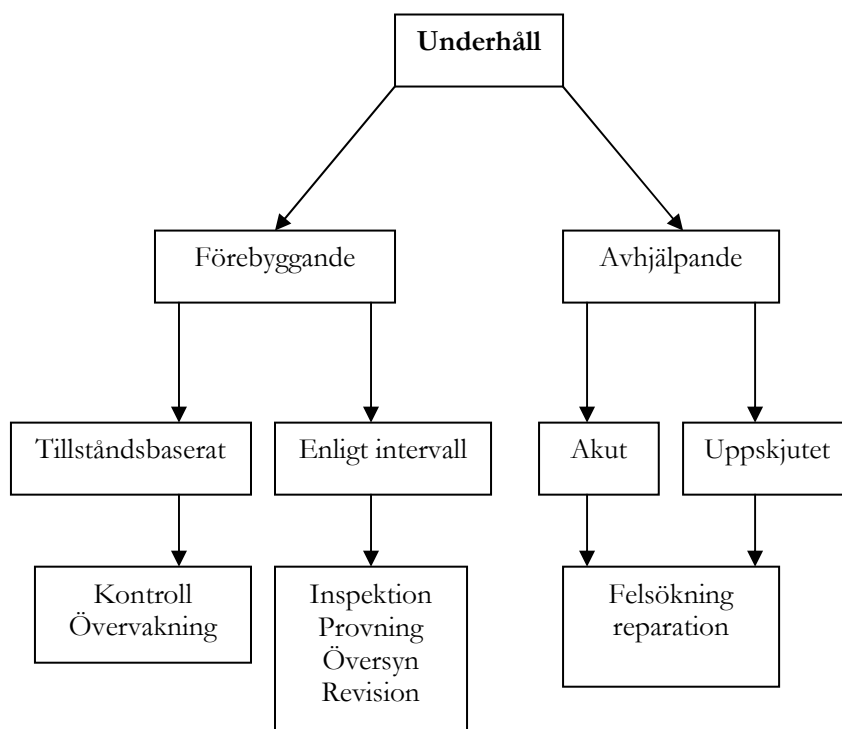 Underhåll
Förebyggande
Avhjälpande
Tillståndsbaserat
Enligt intervall
Akut
Uppskjutet
Kontroll
Övervakning
Inspektion
Provning
Översyn
Revision
Felsökning
reparation